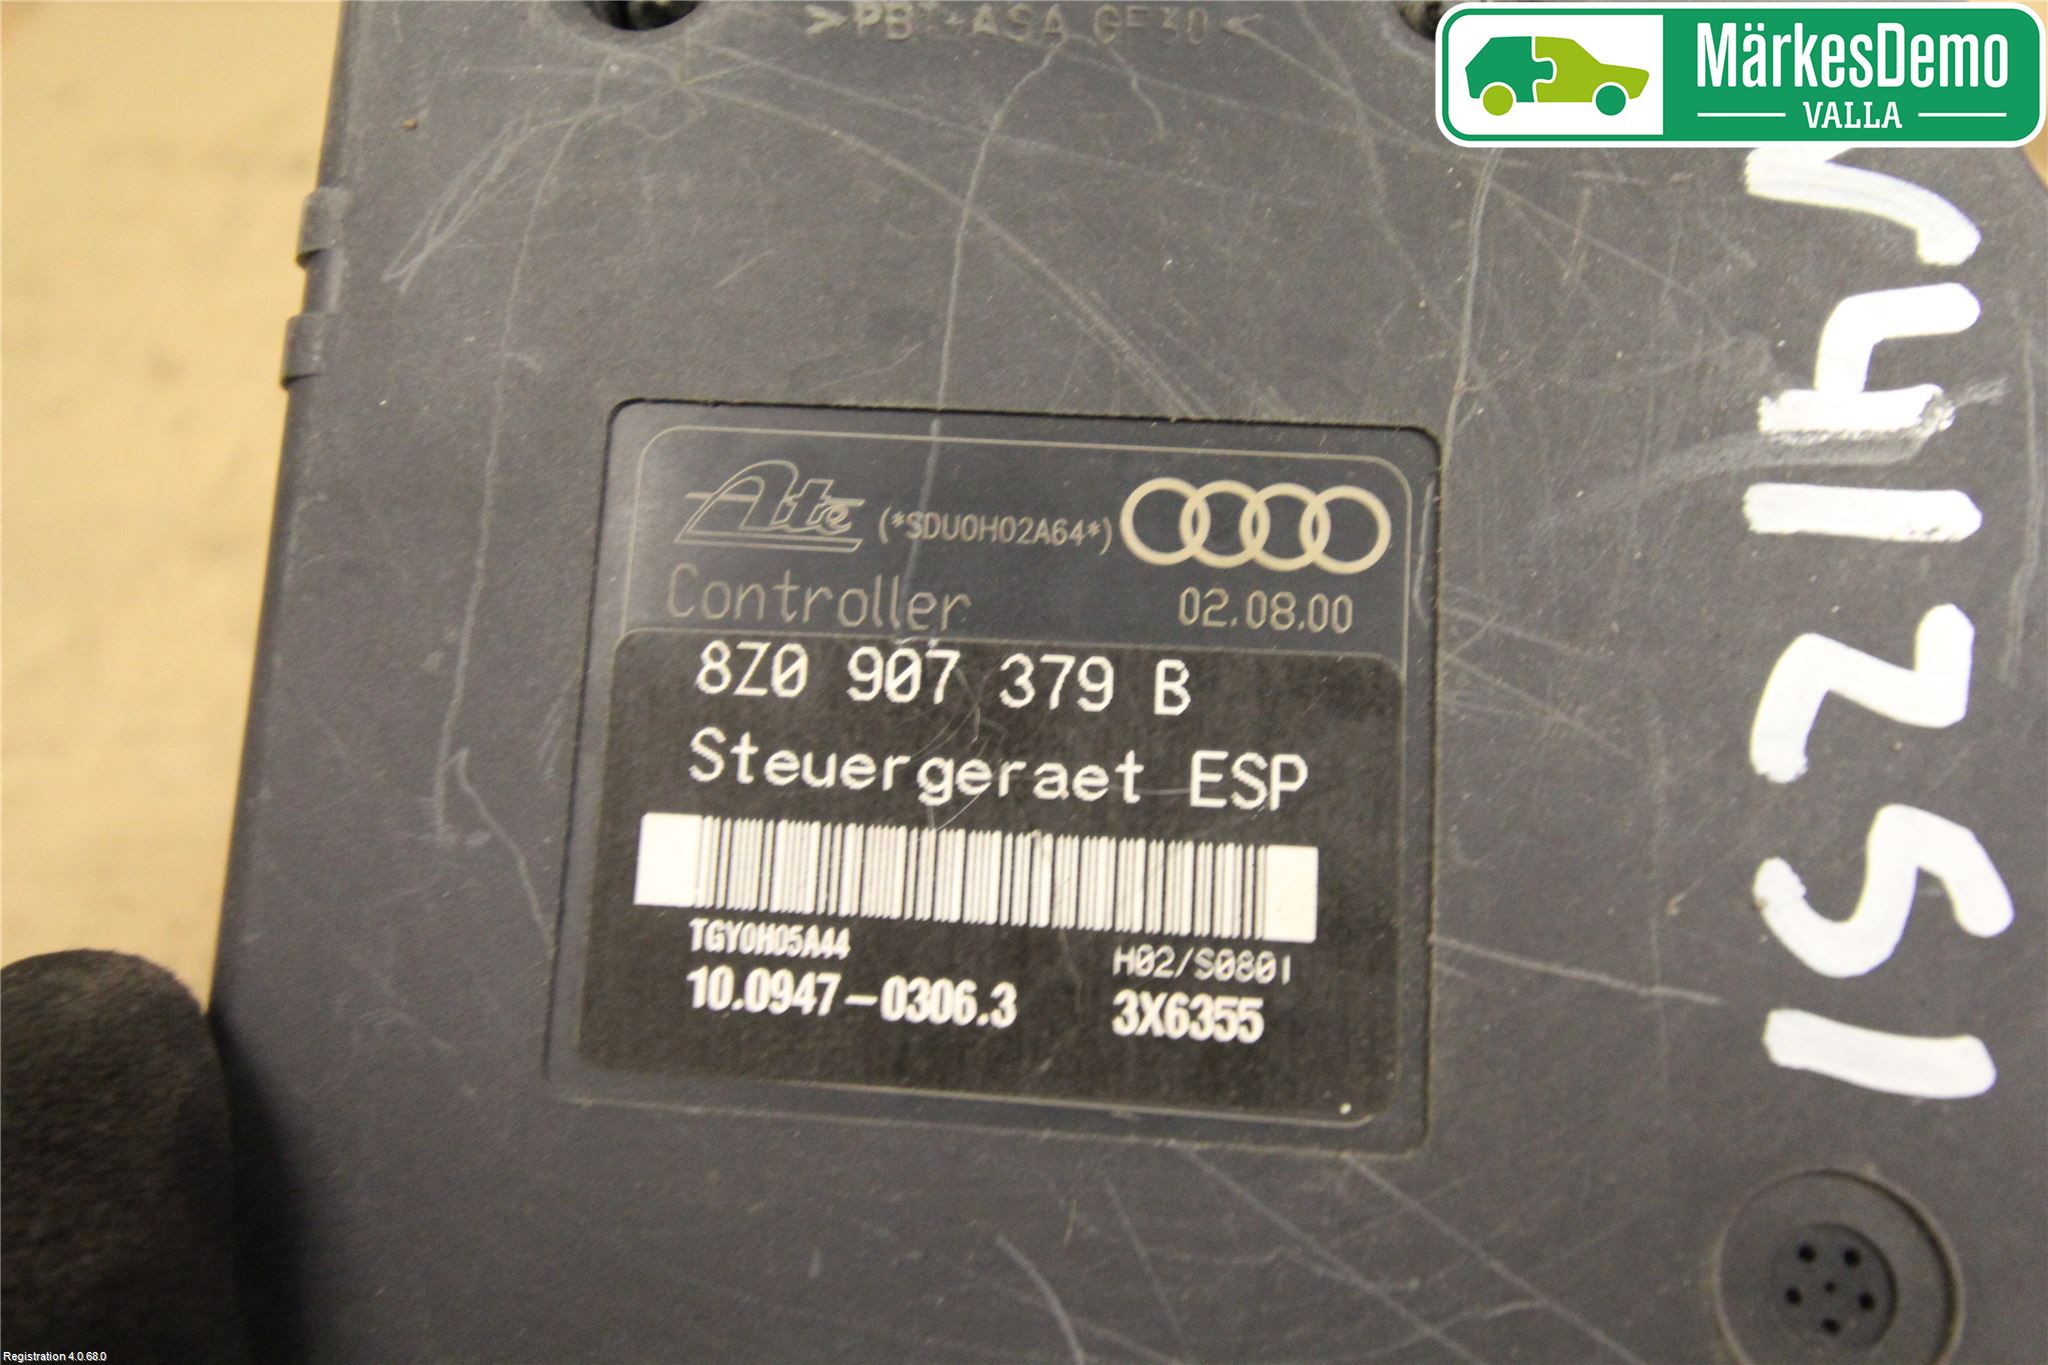 >PBT+ASA GF30<
MärkesDemo
VALLA
V41251
Ate (*SDU0H02A64*)
Controller 02.08.00
8Z0 907 379 B
Steuergeraet ESP
TGY0H05A44 H02/S0801
10.0947-0306.3 3X6355
Registration 4.0.68.0